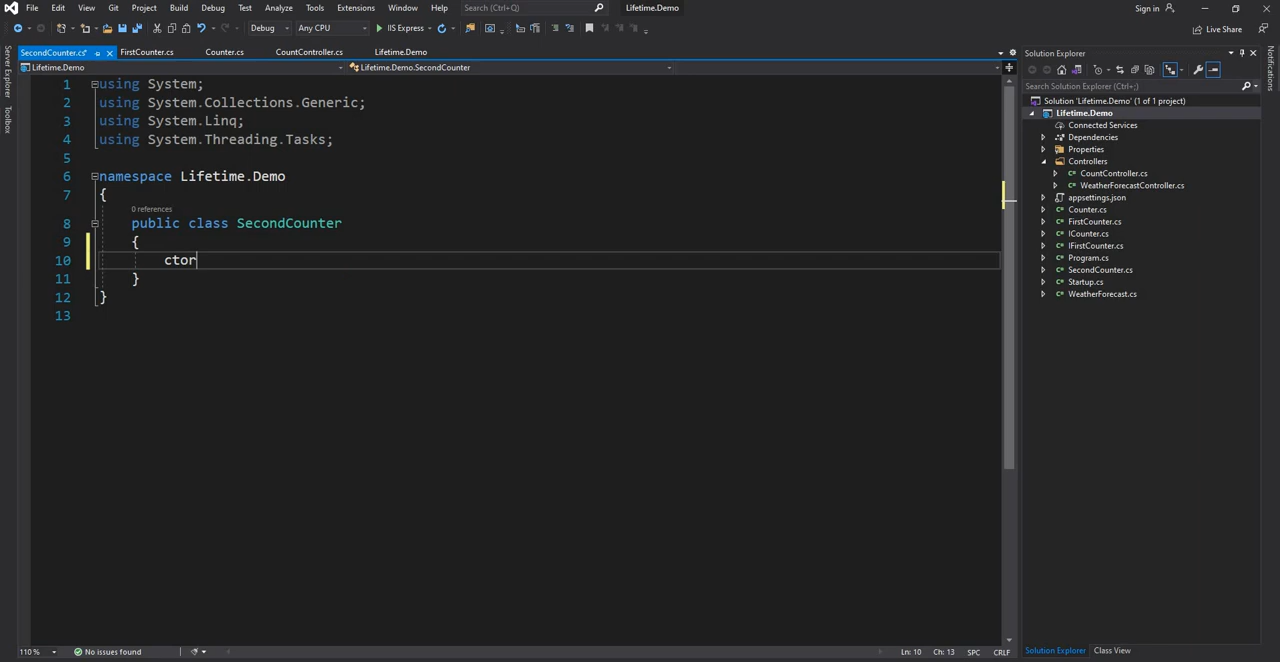 File Edit View Git Project Build Debug Test Analyze Tools Extensions Window Help Search (Ctrl+Q) Lifetime.Demo Sign in
Debug Any CPU IIS Express Live Share
SecondCounter.cs* FirstCounter.cs Counter.cs CountController.cs Lifetime.Demo
Lifetime.Demo Lifetime.Demo.SecondCounter
Server Explorer
Toolbox
1 using System;
2 using System.Collections.Generic;
3 using System.Linq;
4 using System.Threading.Tasks;
5
6 namespace Lifetime.Demo
7 {
0 references
8 public class SecondCounter
9 {
10 ctor
11 }
12 }
13
110 % No issues found Ln: 10 Ch: 13 SPC CRLF
Solution Explorer
Search Solution Explorer (Ctrl+;)
Solution 'Lifetime.Demo' (1 of 1 project)
Lifetime.Demo
Connected Services
Dependencies
Properties
Controllers
CountController.cs
WeatherForecastController.cs
appsettings.json
Counter.cs
FirstCounter.cs
ICounter.cs
IFirstCounter.cs
Program.cs
SecondCounter.cs
Startup.cs
WeatherForecast.cs
Solution Explorer Class View
Notifications